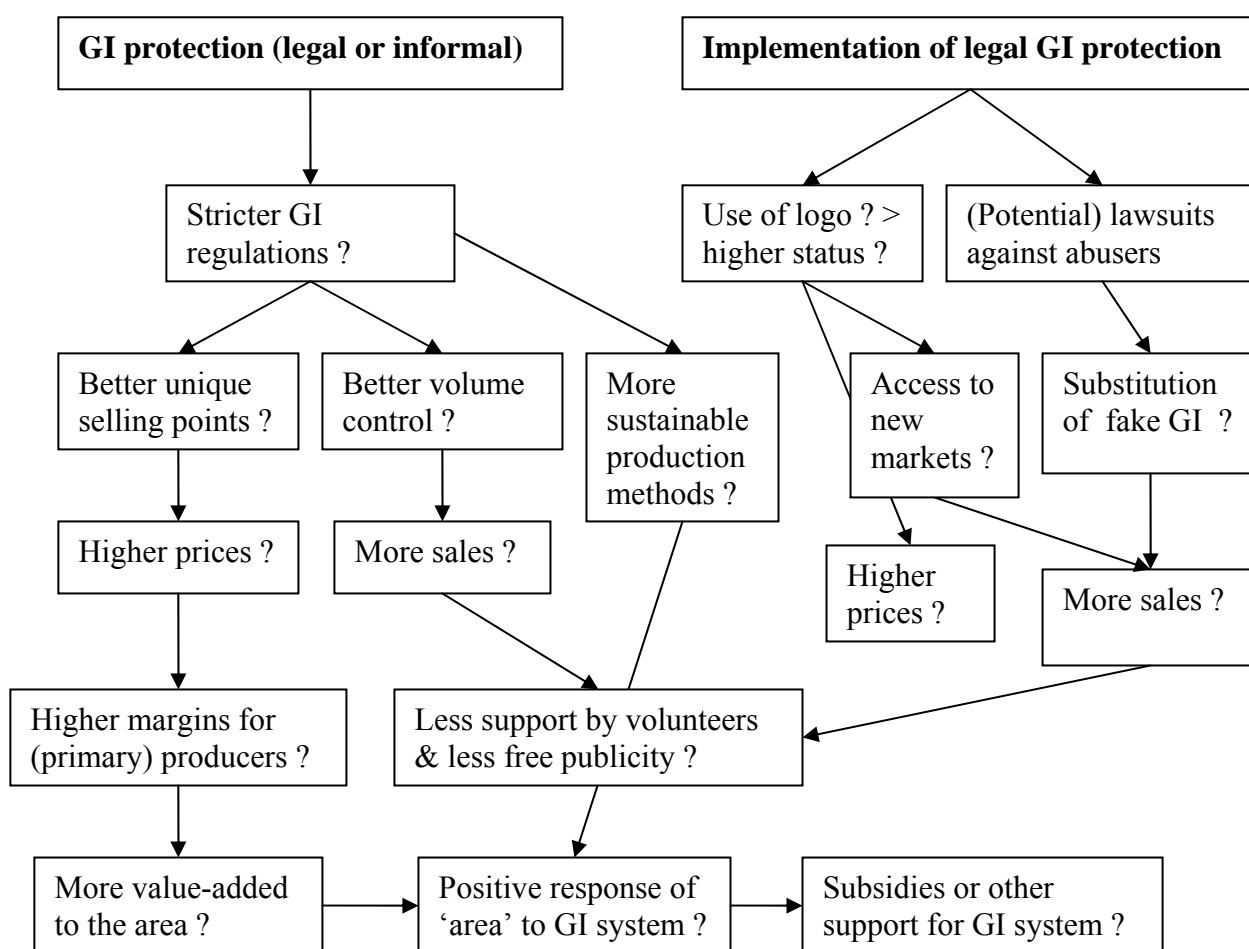 GI protection (legal or informal)
Implementation of legal GI protection
Stricter GI
regulations ?
Use of logo ? >
higher status ?
(Potential) lawsuits
against abusers
Better unique
selling points ?
Better volume
control ?
More
sustainable
production
methods ?
Access to
new
markets ?
Substitution
of fake GI ?
Higher prices ?
More sales ?
Higher
prices ?
More sales ?
Higher margins for
(primary) producers ?
Less support by volunteers
& less free publicity ?
More value-added
to the area ?
Positive response of
‘area’ to GI system ?
Subsidies or other
support for GI system ?